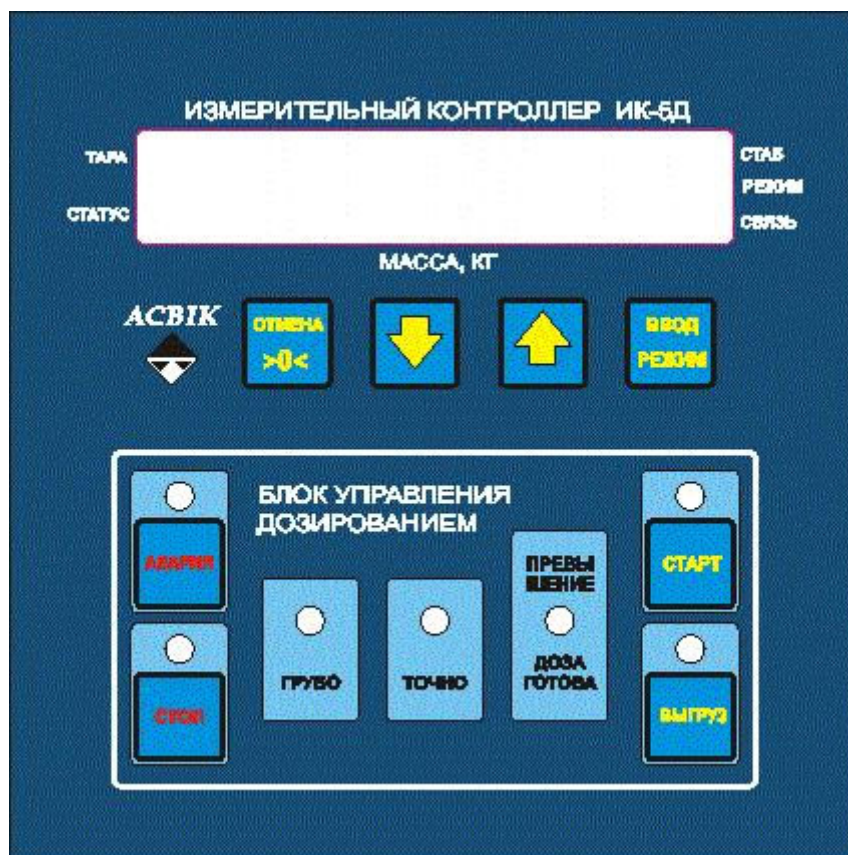 ИЗМЕРИТЕЛЬНЫЙ КОНТРОЛЛЕР ИК-5Д
ТАРА
СТАБ
РЕЖИМ
СТАТУС
СВЯЗЬ
МАССА, КГ
АСВІК
ОТМЕНА
>0<
ВВОД
РЕЖИМ
БЛОК УПРАВЛЕНИЯ
ДОЗИРОВАНИЕМ
АВАРИЯ
СТАРТ
ПРЕВЫ
ШЕНИЕ
ГРУБО
ТОЧНО
ДОЗА
ГОТОВА
СТОП
ВЫГРУЗ